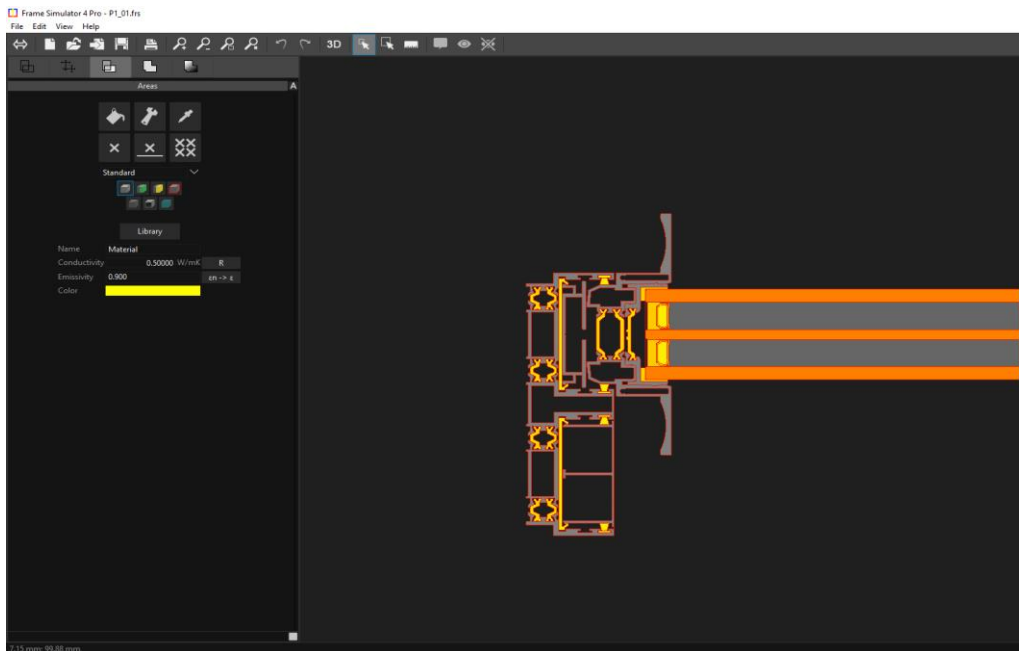 Frame Simulator 4 Pro - P1_01.frs
File Edit View Help
3D
Areas A
Standard
Library
Name Material
Conductivity 0.50000 W/mK R
Emissivity 0.900 εn -> ε
Color
7.15 mm; 99.88 mm